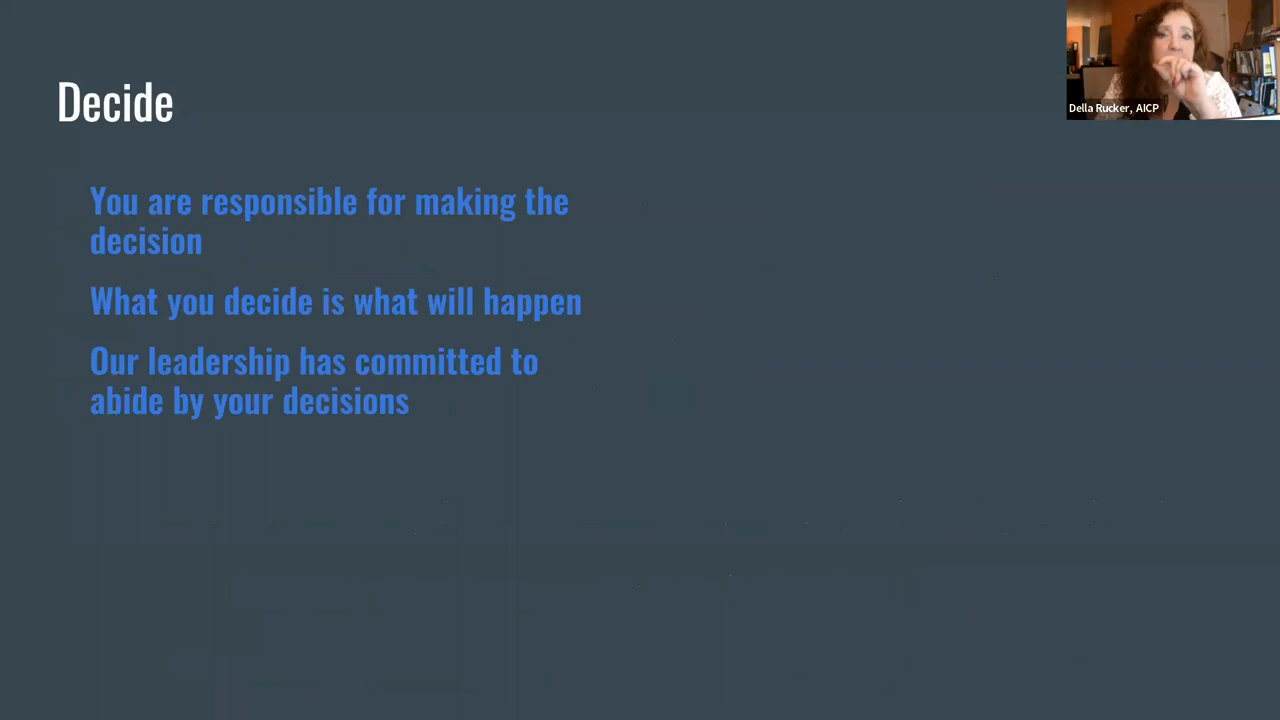 Decide
You are responsible for making the
decision
What you decide is what will happen
Our leadership has committed to
abide by your decisions
Della Rucker, AICP